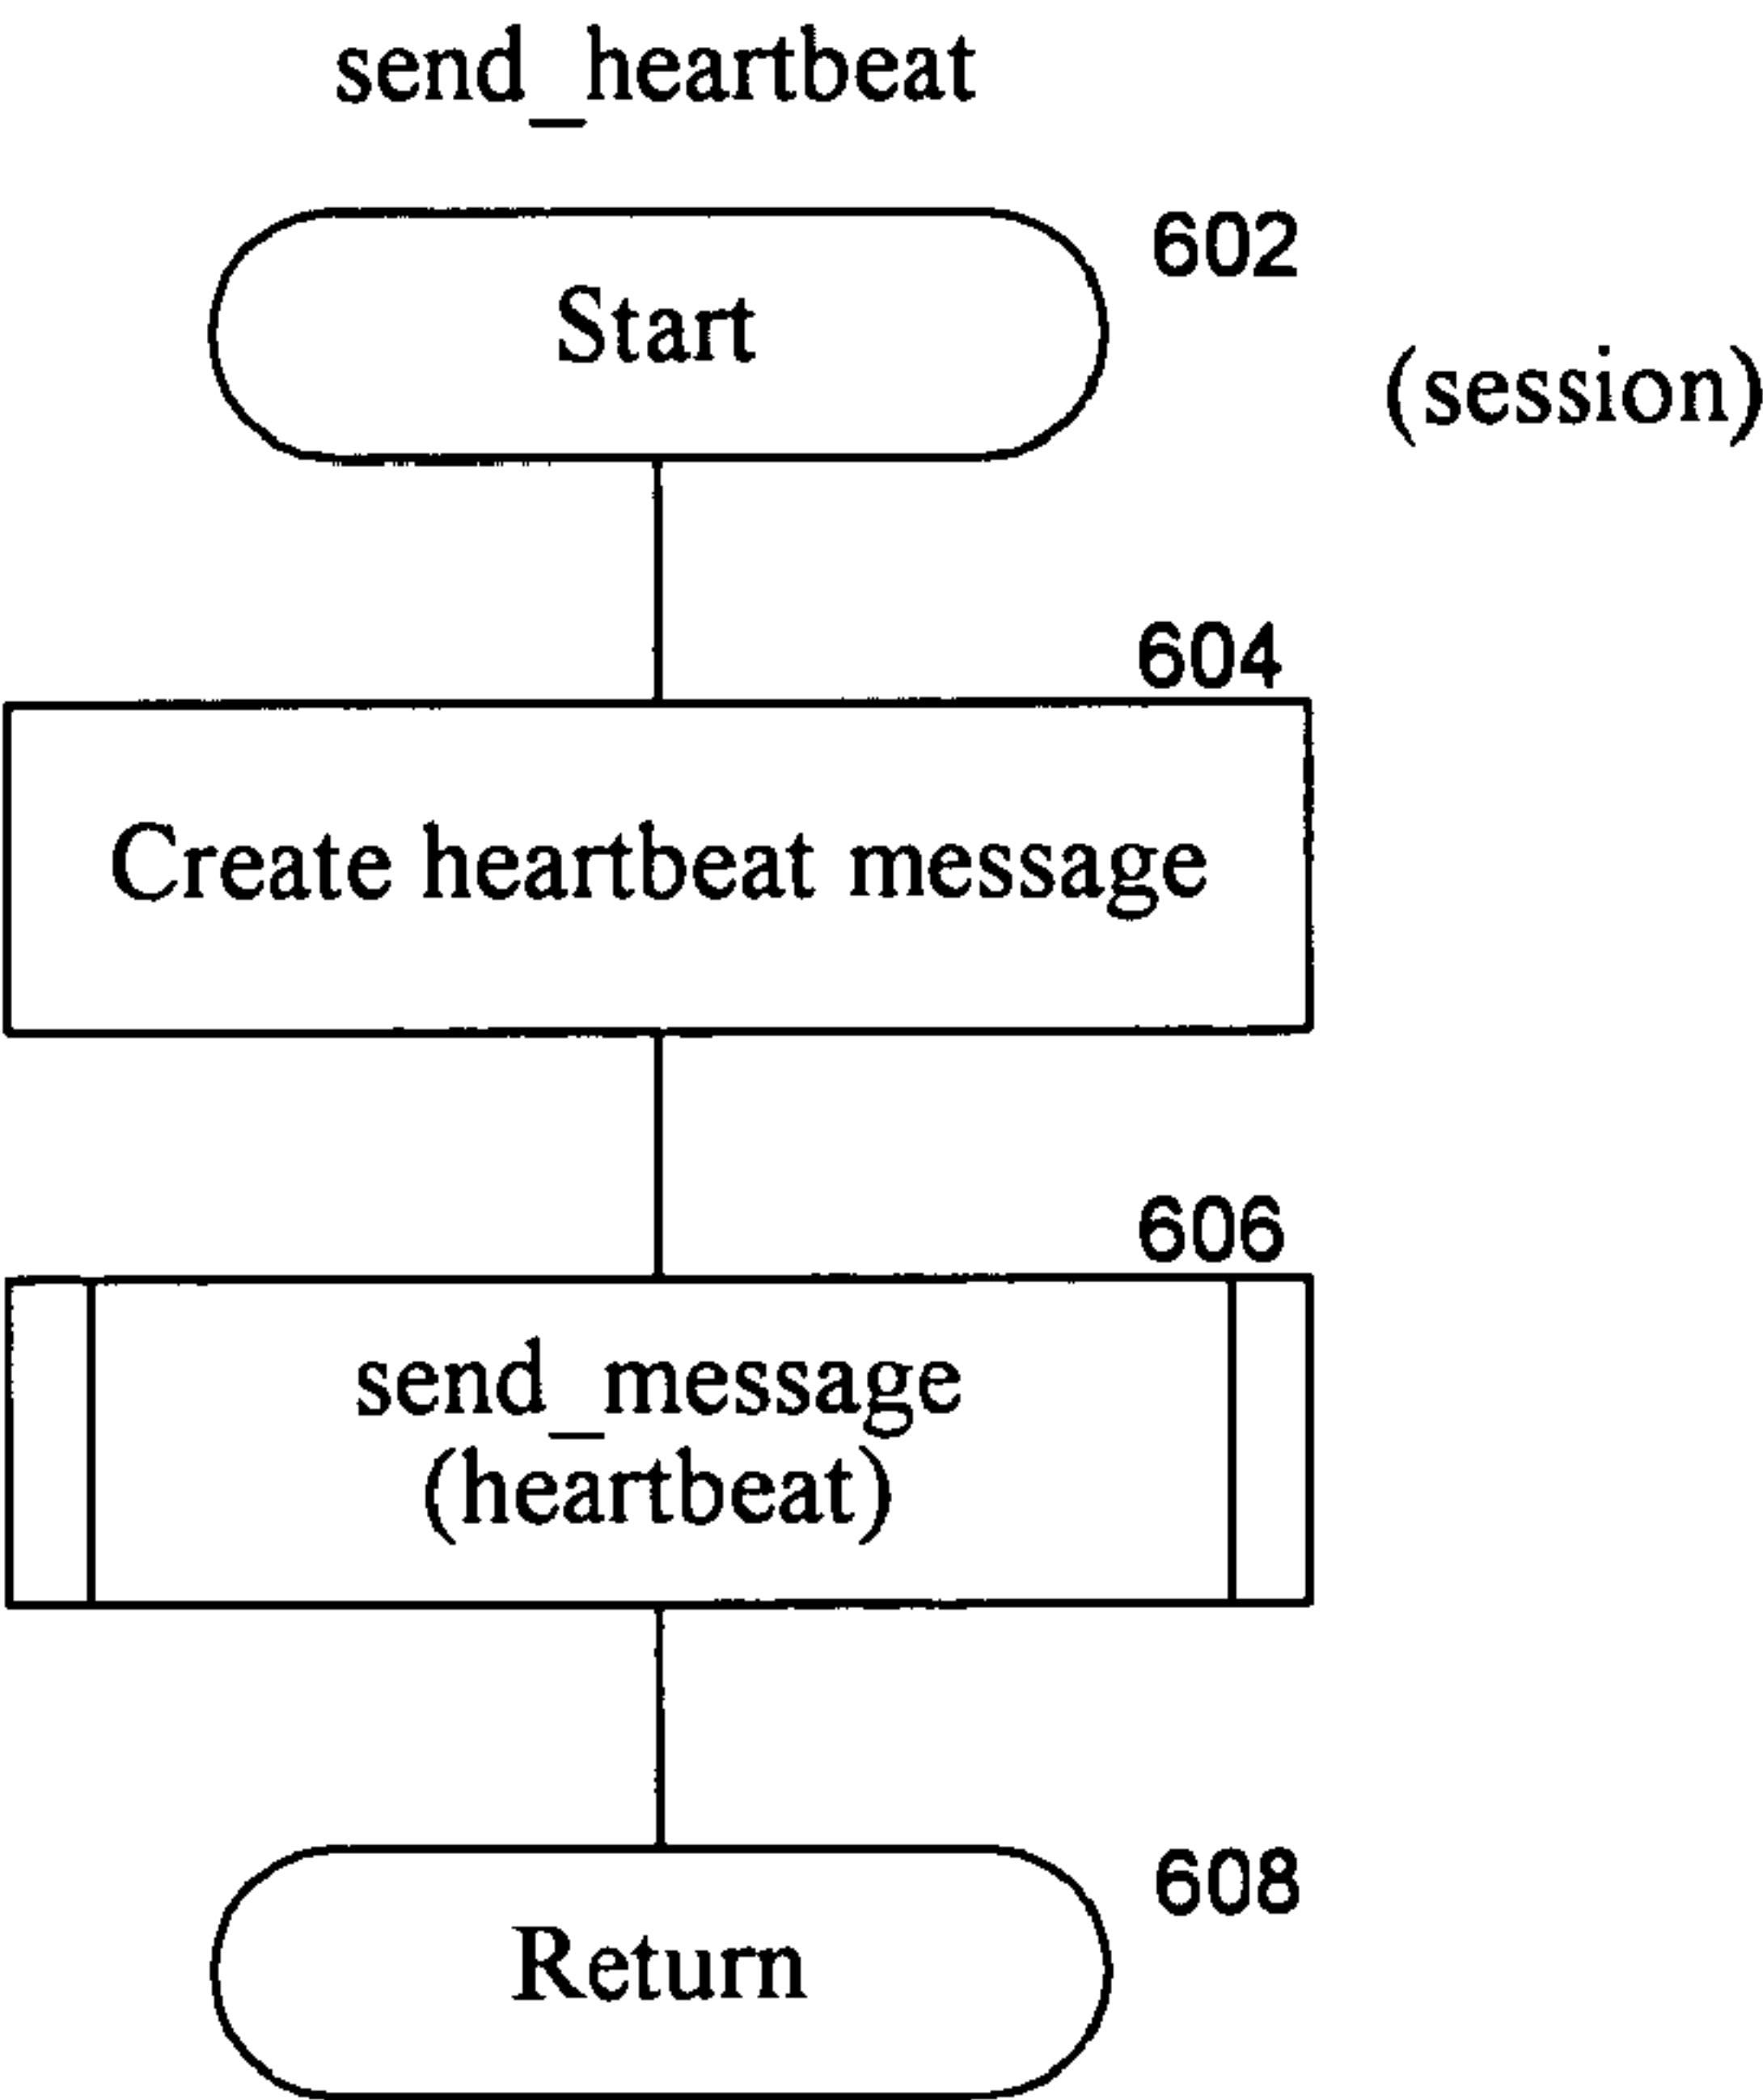 send_heartbeat
602
Start
(session)
604
Create heartbeat message
606
send_message
(heartbeat)
608
Return